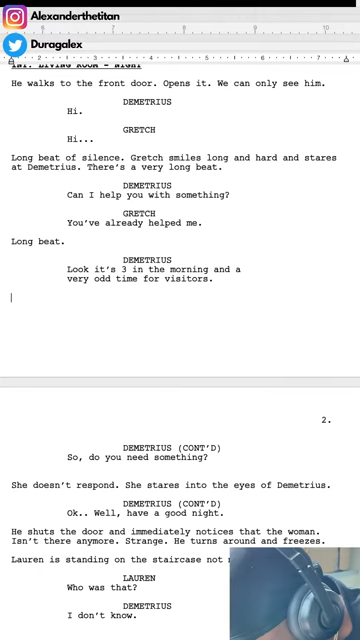 Alexanderthetitan
Duragalex
INT. LIVING ROOM - NIGHT
He walks to the front door. Opens it. We can only see him.
DEMETRIUS
Hi.
GRETCH
Hi...
Long beat of silence. Gretch smiles long and hard and stares
at Demetrius. There's a very long beat.
DEMETRIUS
Can I help you with something?
GRETCH
You've already helped me.
Long beat.
DEMETRIUS
Look it's 3 in the morning and a
very odd time for visitors.
2.
DEMETRIUS (CONT'D)
So, do you need something?
She doesn't respond. She stares into the eyes of Demetrius.
DEMETRIUS (CONT'D)
Ok.. Well, have a good night.
He shuts the door and immediately notices that the woman.
Isn't there anymore. Strange. He turns around and freezes.
Lauren is standing on the staircase not
LAUREN
Who was that?
DEMETRIUS
I don't know.